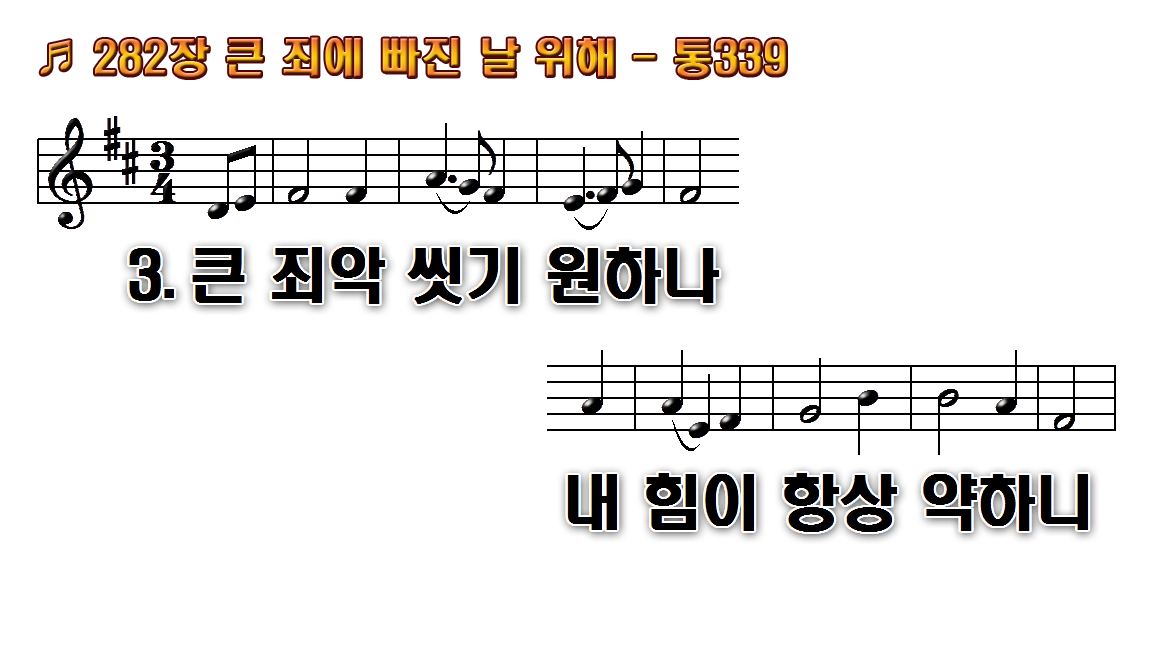 ♬ 282장 큰 죄에 빠진 날 위해 - 통339
3. 큰 죄악 씻기 원하나
내 힘이 항상 약하니